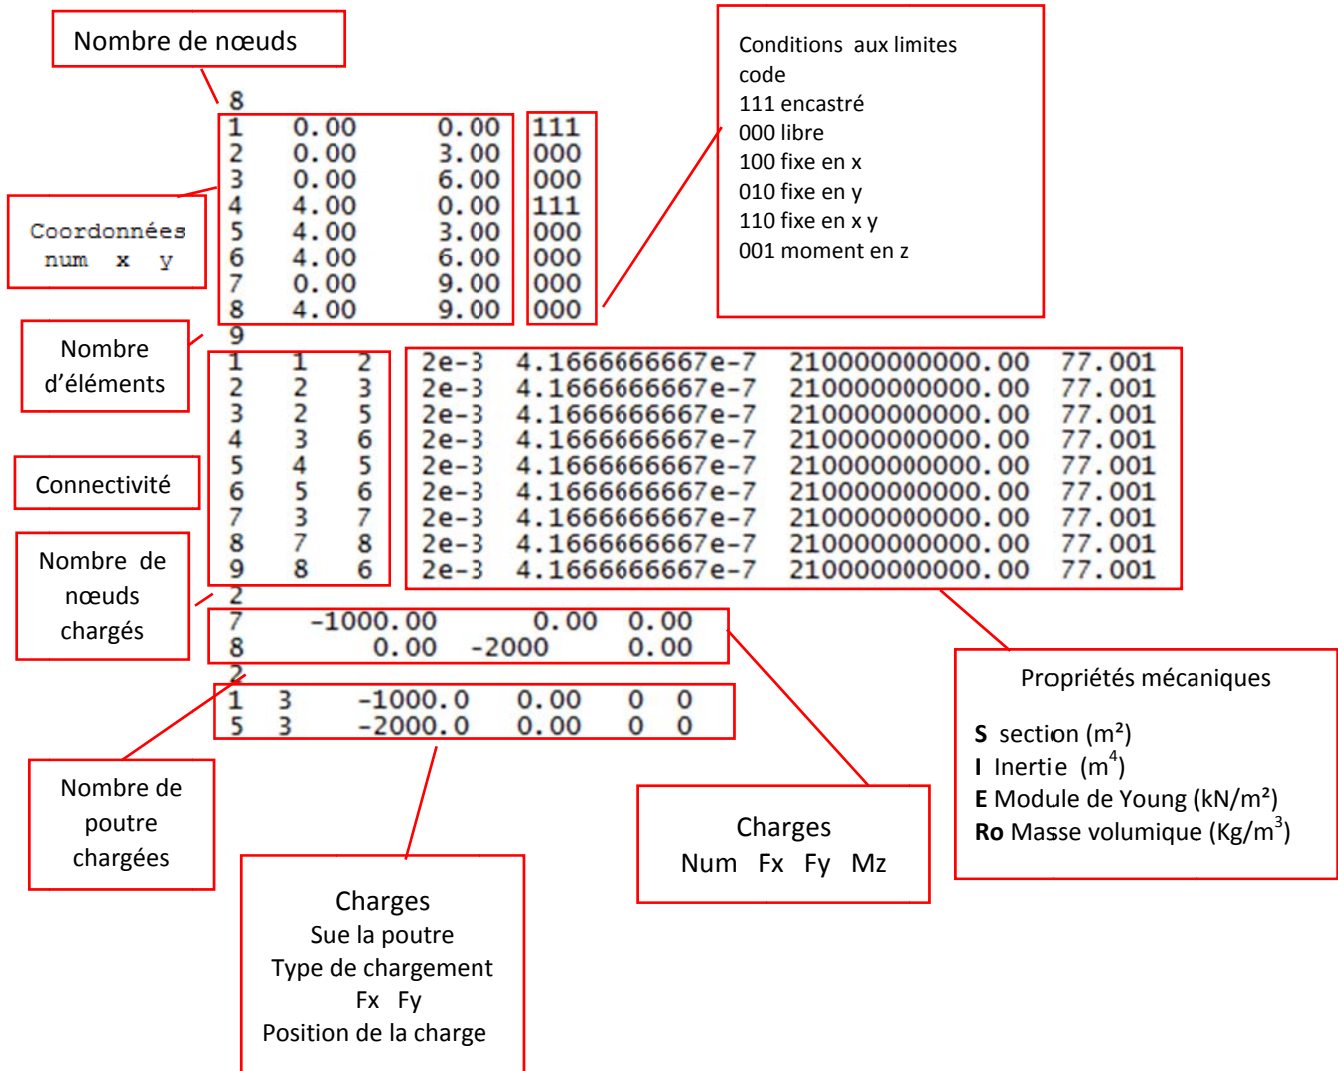 Nombre de nœuds
Conditions aux limites
code
111 encastré
000 libre
100 fixe en x
010 fixe en y
110 fixe en x y
001 moment en z
8
1 0.00 0.00 111
2 0.00 3.00 000
3 0.00 6.00 000
4 4.00 0.00 111
5 4.00 3.00 000
6 4.00 6.00 000
7 0.00 9.00 000
8 4.00 9.00 000
Coordonnées
num x y
9
Nombre
d'éléments
1 1 2 2e-3 4.1666666667e-7 210000000000.00 77.001
2 2 3 2e-3 4.1666666667e-7 210000000000.00 77.001
3 2 5 2e-3 4.1666666667e-7 210000000000.00 77.001
4 3 6 2e-3 4.1666666667e-7 210000000000.00 77.001
5 4 5 2e-3 4.1666666667e-7 210000000000.00 77.001
6 5 6 2e-3 4.1666666667e-7 210000000000.00 77.001
7 3 7 2e-3 4.1666666667e-7 210000000000.00 77.001
8 7 8 2e-3 4.1666666667e-7 210000000000.00 77.001
9 8 6 2e-3 4.1666666667e-7 210000000000.00 77.001
Connectivité
Nombre de
nœuds
chargés
2
7 -1000.00 0.00 0.00
8 0.00 -2000 0.00
2
1 3 -1000.0 0.00 0 0
5 3 -2000.0 0.00 0 0
Propriétés mécaniques
S section (m²)
I Inertie (m⁴)
E Module de Young (kN/m²)
Ro Masse volumique (Kg/m³)
Nombre de
poutre
chargées
Charges
Num Fx Fy Mz
Charges
Sue la poutre
Type de chargement
Fx Fy
Position de la charge